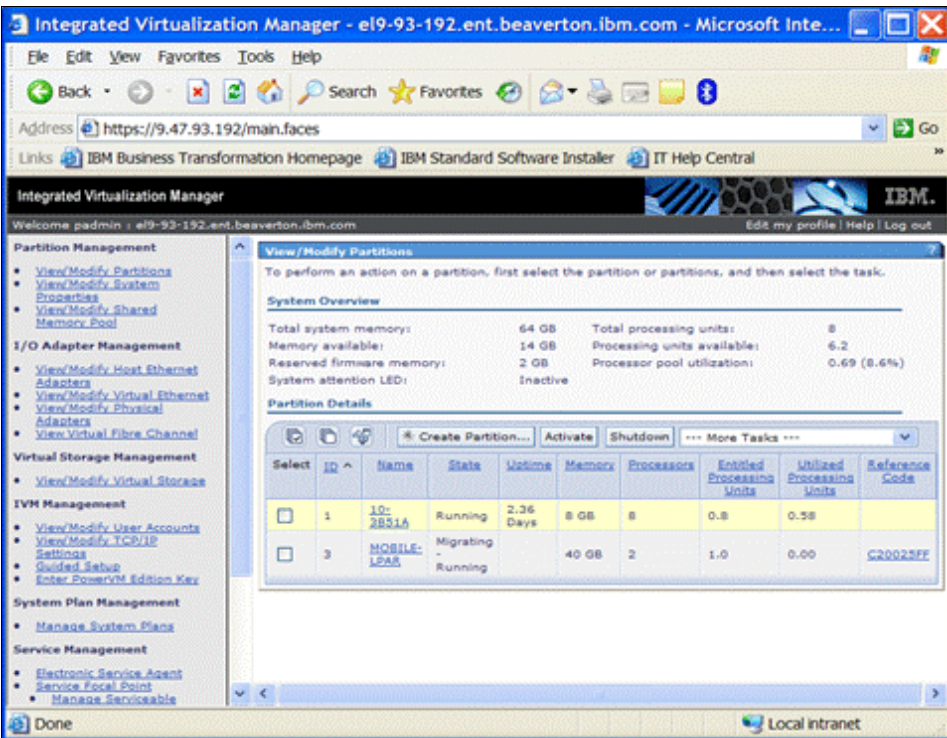 Integrated Virtualization Manager - el9-93-192.ent.beaverton.ibm.com - Microsoft Inte...
File Edit View Favorites Tools Help
Back Search Favorites
Address https://9.47.93.192/main.faces Go
Links IBM Business Transformation Homepage IBM Standard Software Installer IT Help Central
Integrated Virtualization Manager IBM.
Welcome padmin : el9-93-192.ent.beaverton.ibm.com Edit my profile | Help | Log out
Partition Management
View/Modify Partitions
View/Modify System
Properties
View/Modify Shared
Memory Pool
I/O Adapter Management
View/Modify Host Ethernet
Adapters
View/Modify Virtual Ethernet
View/Modify Physical
Adapters
View Virtual Fibre Channel
Virtual Storage Management
View/Modify Virtual Storage
IVM Management
View/Modify User Accounts
View/Modify TCP/IP
Settings
Guided Setup
Enter PowerVM Edition Key
System Plan Management
Manage System Plans
Service Management
Electronic Service Agent
Service Focal Point
Manage Serviceable
View/Modify Partitions ?
To perform an action on a partition, first select the partition or partitions, and then select the task.
System Overview
Total system memory: 64 GB Total processing units: 8
Memory available: 14 GB Processing units available: 6.2
Reserved firmware memory: 2 GB Processor pool utilization: 0.69 (8.6%)
System attention LED: Inactive
Partition Details
Create Partition... Activate Shutdown --- More Tasks ---
Select ID Name State Uptime Memory Processors Entitled Processing Units Utilized Processing Units Reference Code
1 10-3B51A Running 2.36 Days 8 GB 8 0.8 0.58
3 MOBILE-LPAR Migrating - Running 40 GB 2 1.0 0.00 C20025FF
Done Local intranet